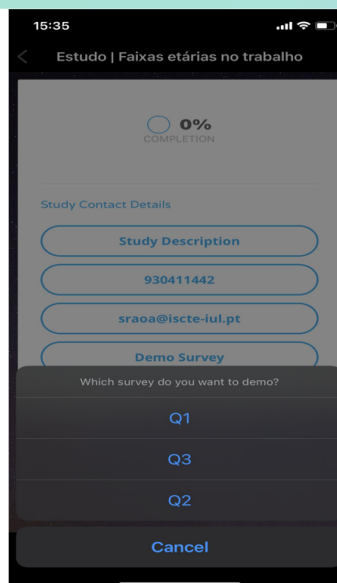 15:35
Estudo | Faixas etárias no trabalho
0%
COMPLETION
Study Contact Details
Study Description
930411442
sraoa@iscte-iul.pt
Demo Survey
Which survey do you want to demo?
Q1
Q3
Q2
Cancel